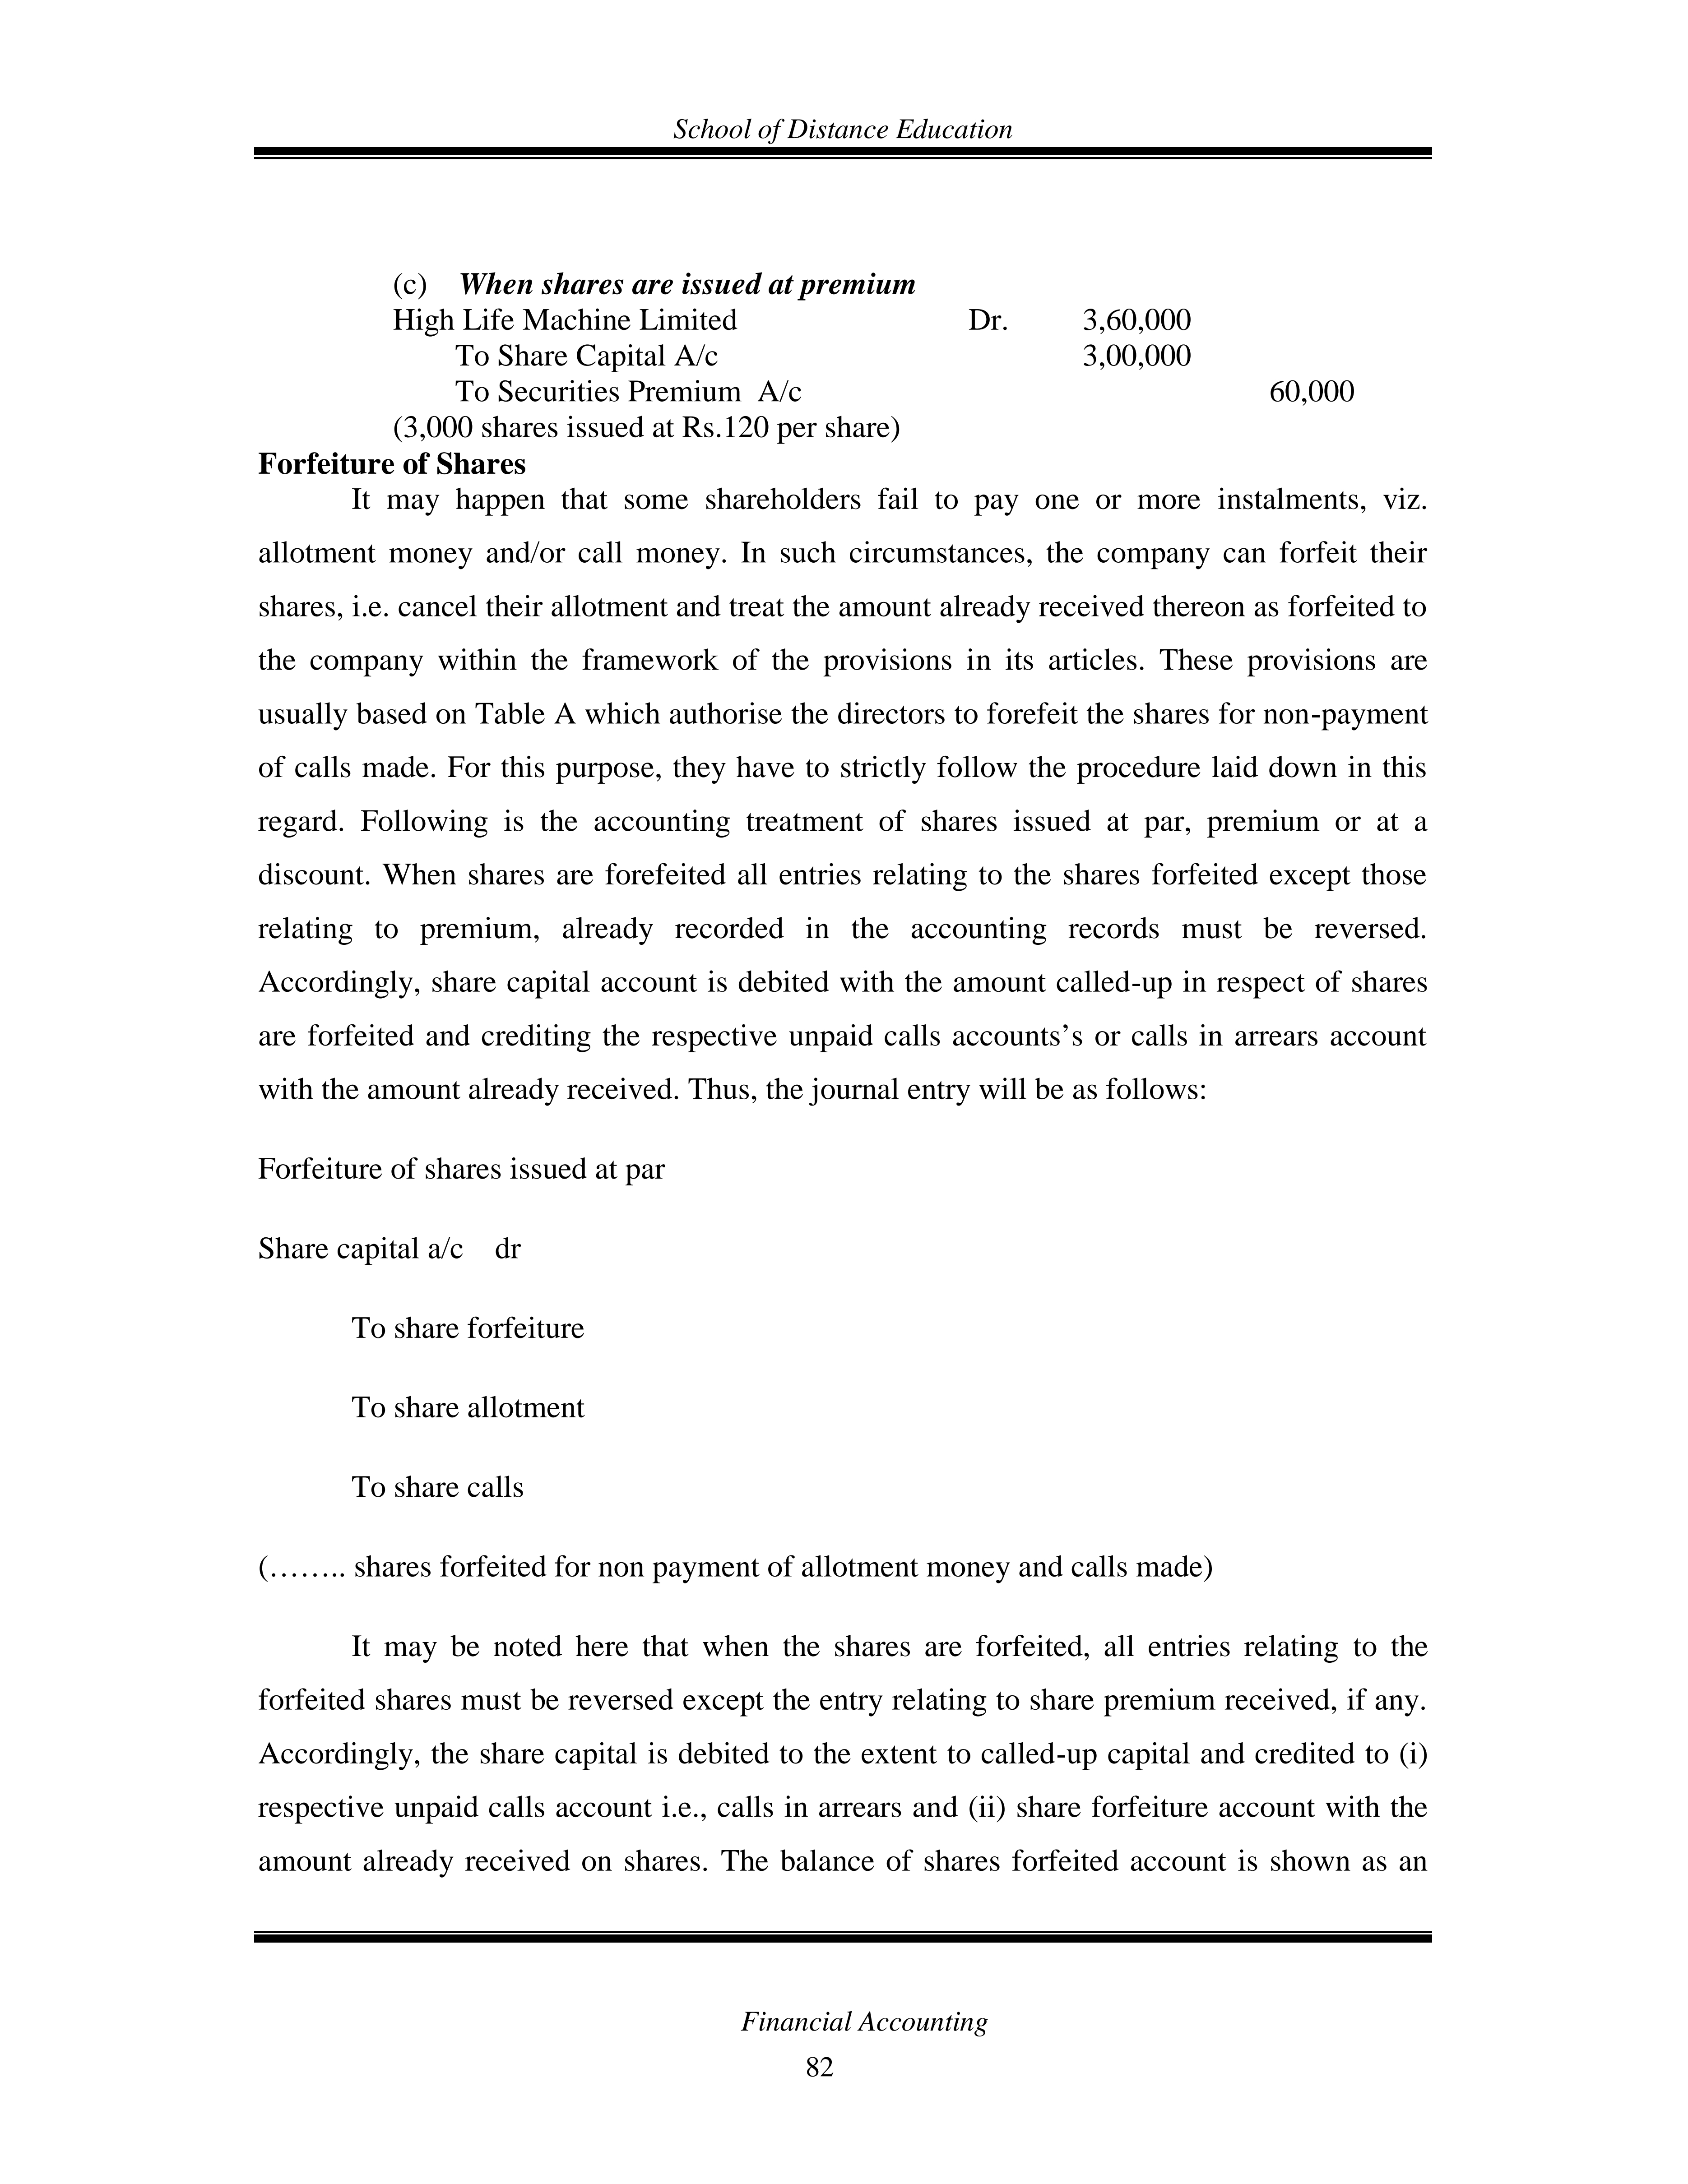 School of Distance Education
(c) When shares are issued at premium
High Life Machine Limited Dr. 3,60,000
To Share Capital A/c 3,00,000
To Securities Premium A/c 60,000
(3,000 shares issued at Rs.120 per share)
Forfeiture of Shares
It may happen that some shareholders fail to pay one or more instalments, viz.
allotment money and/or call money. In such circumstances, the company can forfeit their
shares, i.e. cancel their allotment and treat the amount already received thereon as forfeited to
the company within the framework of the provisions in its articles. These provisions are
usually based on Table A which authorise the directors to forefeit the shares for non-payment
of calls made. For this purpose, they have to strictly follow the procedure laid down in this
regard. Following is the accounting treatment of shares issued at par, premium or at a
discount. When shares are forefeited all entries relating to the shares forfeited except those
relating to premium, already recorded in the accounting records must be reversed.
Accordingly, share capital account is debited with the amount called-up in respect of shares
are forfeited and crediting the respective unpaid calls accounts’s or calls in arrears account
with the amount already received. Thus, the journal entry will be as follows:
Forfeiture of shares issued at par
Share capital a/c dr
To share forfeiture
To share allotment
To share calls
(…….. shares forfeited for non payment of allotment money and calls made)
It may be noted here that when the shares are forfeited, all entries relating to the
forfeited shares must be reversed except the entry relating to share premium received, if any.
Accordingly, the share capital is debited to the extent to called-up capital and credited to (i)
respective unpaid calls account i.e., calls in arrears and (ii) share forfeiture account with the
amount already received on shares. The balance of shares forfeited account is shown as an
Financial Accounting
82